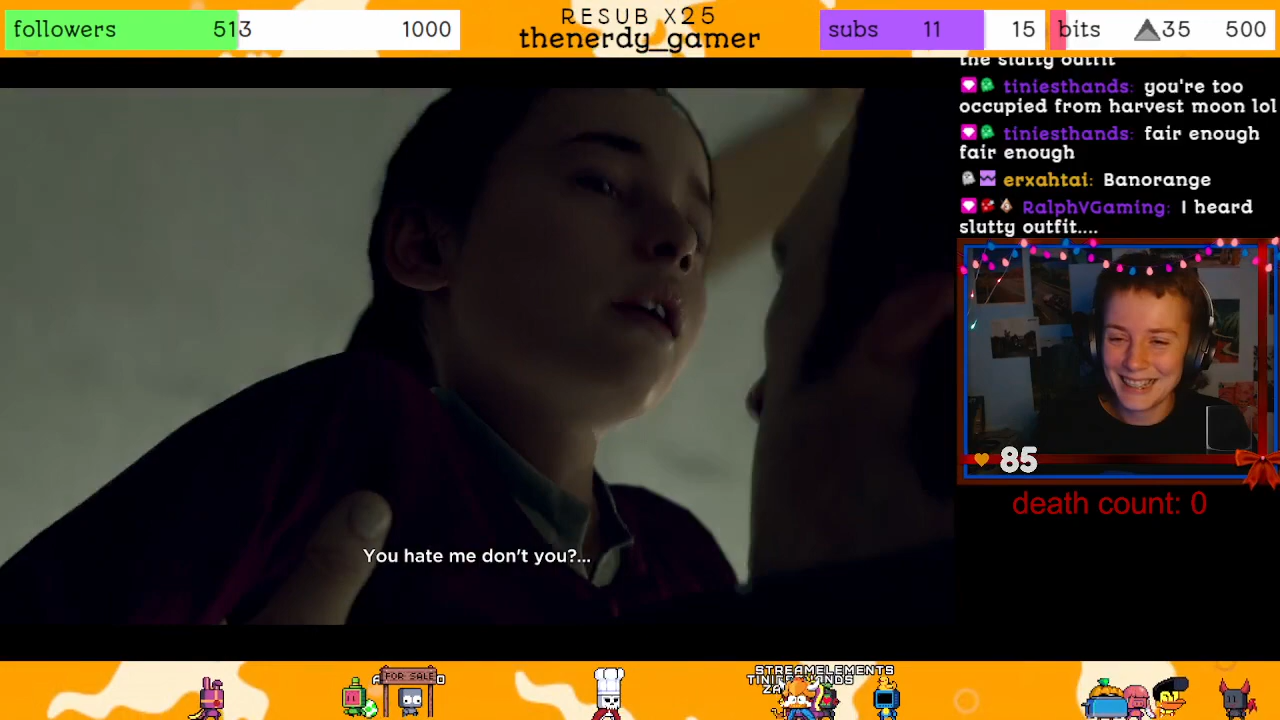 followers 513 1000
RESUB X25
thenerdy_gamer
subs 11 15
bits 35 500
the slutty outfit
tiniesthands: you're too
occupied from harvest moon lol
tiniesthands: fair enough
fair enough
erxahtai: Banorange
RalphVGaming: I heard
slutty outfit....
85
death count: 0
You hate me don't you?...
FOR SALE
STREAMELEMENTS